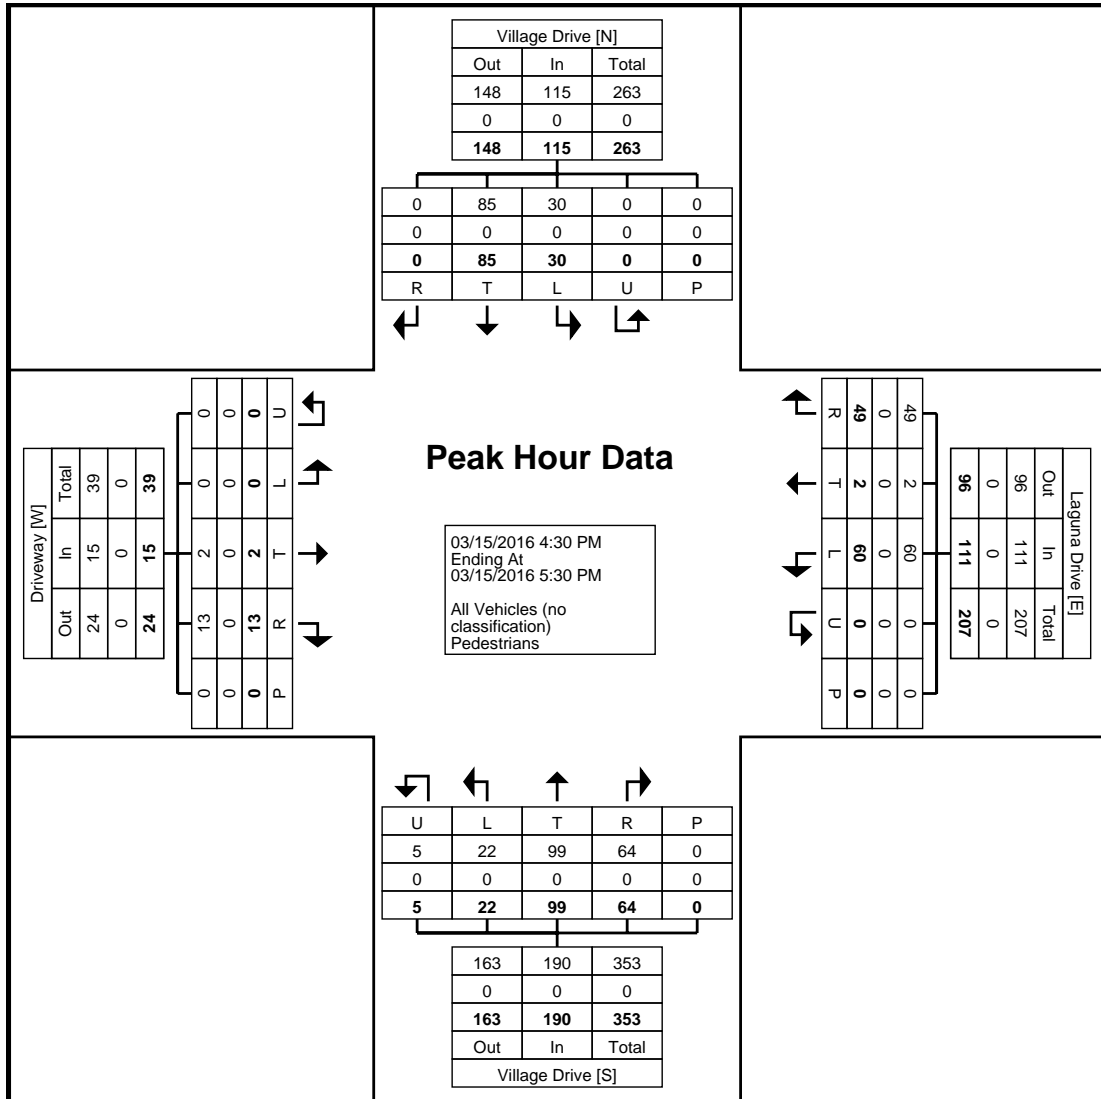 Village Drive [N]
Out In Total
148 115 263
0 0 0
148 115 263
0 85 30 0 0
0 0 0 0 0
0 85 30 0 0
R T L U P
Driveway [W]
Total In Out
39 15 24
0 0 0
39 15 24
0 0 2 13 0
0 0 0 0 0
0 0 2 13 0
U L T R P
Peak Hour Data
03/15/2016 4:30 PM
Ending At
03/15/2016 5:30 PM
All Vehicles (no
classification)
Pedestrians
Laguna Drive [E]
Out In Total
96 111 207
0 0 0
96 111 207
49 2 60 0 0
0 0 0 0 0
49 2 60 0 0
R T L U P
U L T R P
5 22 99 64 0
0 0 0 0 0
5 22 99 64 0
163 190 353
0 0 0
163 190 353
Out In Total
Village Drive [S]